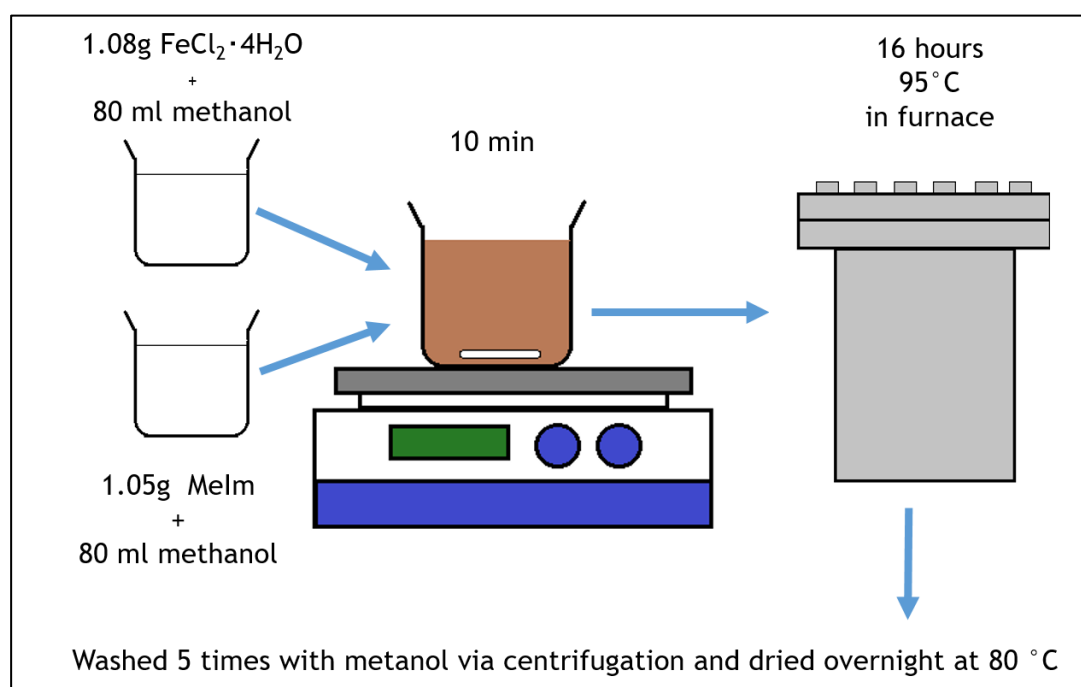 1.08g FeCl₂·4H₂O
+
80 ml methanol
10 min
16 hours
95°C
in furnace
1.05g MeIm
+
80 ml methanol
Washed 5 times with metanol via centrifugation and dried overnight at 80 °C